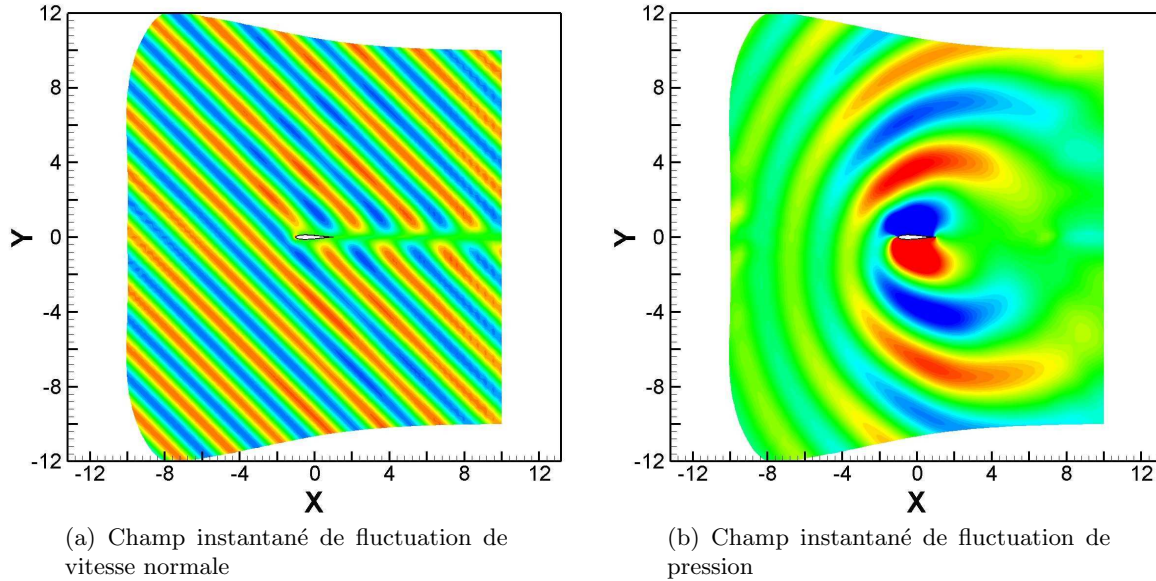 12
8
4
0
-4
-8
-12
Y
-12 -8 -4 0 4 8 12
X
(a) Champ instantané de fluctuation de
vitesse normale
12
8
4
0
-4
-8
-12
Y
-12 -8 -4 0 4 8 12
X
(b) Champ instantané de fluctuation de
pression